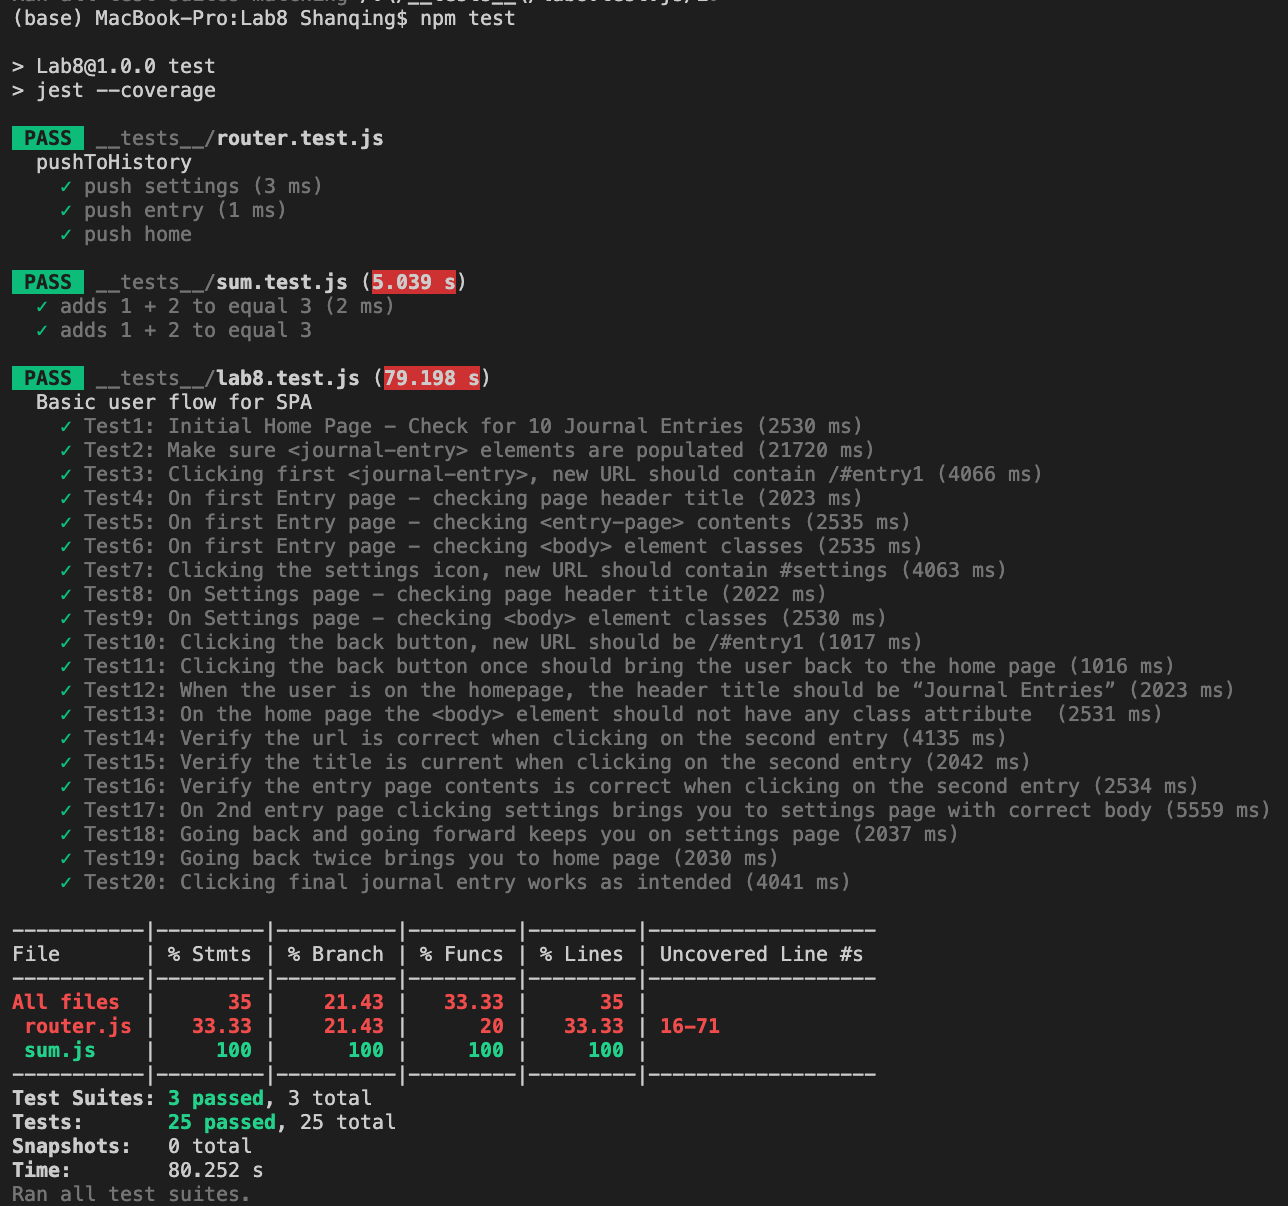 (base) MacBook-Pro:Lab8 Shanqing$ npm test
> Lab8@1.0.0 test
> jest --coverage
PASS __tests__/router.test.js
pushToHistory
✓ push settings (3 ms)
✓ push entry (1 ms)
✓ push home
PASS __tests__/sum.test.js (5.039 s)
✓ adds 1 + 2 to equal 3 (2 ms)
✓ adds 1 + 2 to equal 3
PASS __tests__/lab8.test.js (79.198 s)
Basic user flow for SPA
✓ Test1: Initial Home Page - Check for 10 Journal Entries (2530 ms)
✓ Test2: Make sure <journal-entry> elements are populated (21720 ms)
✓ Test3: Clicking first <journal-entry>, new URL should contain /#entry1 (4066 ms)
✓ Test4: On first Entry page - checking page header title (2023 ms)
✓ Test5: On first Entry page - checking <entry-page> contents (2535 ms)
✓ Test6: On first Entry page - checking <body> element classes (2535 ms)
✓ Test7: Clicking the settings icon, new URL should contain #settings (4063 ms)
✓ Test8: On Settings page - checking page header title (2022 ms)
✓ Test9: On Settings page - checking <body> element classes (2530 ms)
✓ Test10: Clicking the back button, new URL should be /#entry1 (1017 ms)
✓ Test11: Clicking the back button once should bring the user back to the home page (1016 ms)
✓ Test12: When the user is on the homepage, the header title should be “Journal Entries” (2023 ms)
✓ Test13: On the home page the <body> element should not have any class attribute  (2531 ms)
✓ Test14: Verify the url is correct when clicking on the second entry (4135 ms)
✓ Test15: Verify the title is current when clicking on the second entry (2042 ms)
✓ Test16: Verify the entry page contents is correct when clicking on the second entry (2534 ms)
✓ Test17: On 2nd entry page clicking settings brings you to settings page with correct body (5559 ms)
✓ Test18: Going back and going forward keeps you on settings page (2037 ms)
✓ Test19: Going back twice brings you to home page (2030 ms)
✓ Test20: Clicking final journal entry works as intended (4041 ms)
-----------|---------|----------|---------|---------|-------------------
File       | % Stmts | % Branch | % Funcs | % Lines | Uncovered Line #s
-----------|---------|----------|---------|---------|-------------------
All files  |      35 |    21.43 |   33.33 |      35 |
 router.js |   33.33 |    21.43 |      20 |   33.33 | 16-71
 sum.js    |     100 |      100 |     100 |     100 |
-----------|---------|----------|---------|---------|-------------------
Test Suites: 3 passed, 3 total
Tests:       25 passed, 25 total
Snapshots:   0 total
Time:        80.252 s
Ran all test suites.